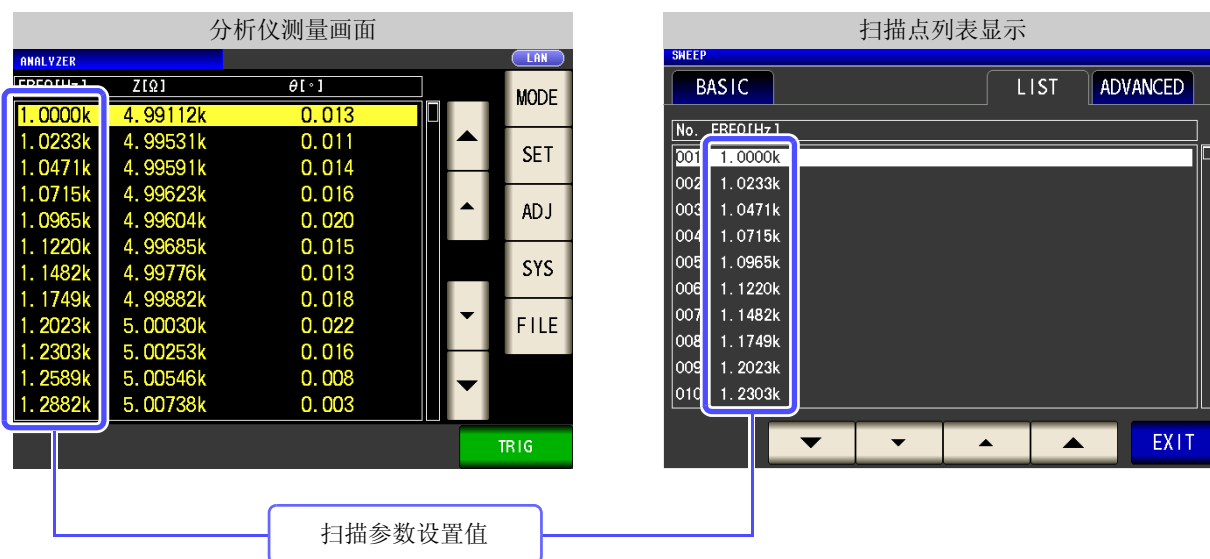 分析仪测量画面
ANALYZER
LAN
FREQ[Hz] Z[Ω] θ[°]
1.0000k 4.99112k 0.013
1.0233k 4.99531k 0.011
1.0471k 4.99591k 0.014
1.0715k 4.99623k 0.016
1.0965k 4.99604k 0.020
1.1220k 4.99685k 0.015
1.1482k 4.99776k 0.013
1.1749k 4.99882k 0.018
1.2023k 5.00030k 0.022
1.2303k 5.00253k 0.016
1.2589k 5.00546k 0.008
1.2882k 5.00738k 0.003
MODE
SET
ADJ
SYS
FILE
TRIG
扫描点列表显示
SWEEP
BASIC LIST ADVANCED
No. FREQ[Hz]
001 1.0000k
002 1.0233k
003 1.0471k
004 1.0715k
005 1.0965k
006 1.1220k
007 1.1482k
008 1.1749k
009 1.2023k
010 1.2303k
EXIT
扫描参数设置值